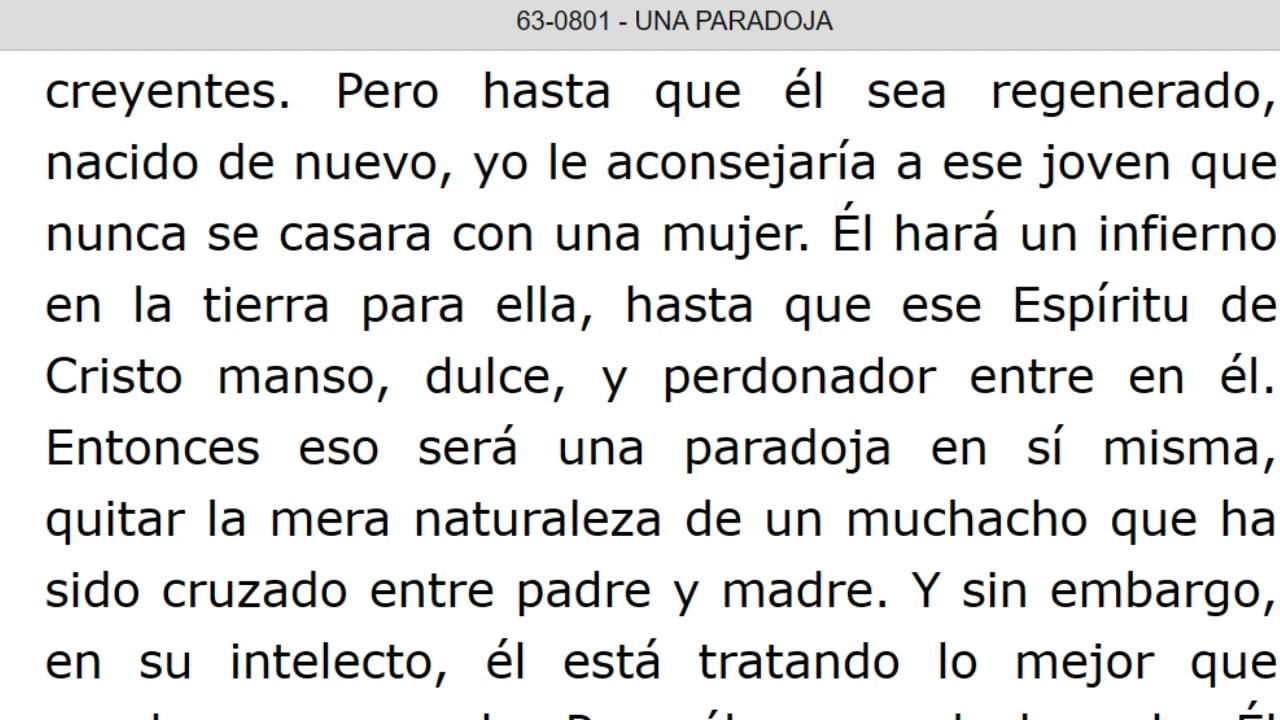 63-0801 - UNA PARADOJA
creyentes. Pero hasta que él sea regenerado,
nacido de nuevo, yo le aconsejaría a ese joven que
nunca se casara con una mujer. Él hará un infierno
en la tierra para ella, hasta que ese Espíritu de
Cristo manso, dulce, y perdonador entre en él.
Entonces eso será una paradoja en sí misma,
quitar la mera naturaleza de un muchacho que ha
sido cruzado entre padre y madre. Y sin embargo,
en su intelecto, él está tratando lo mejor que